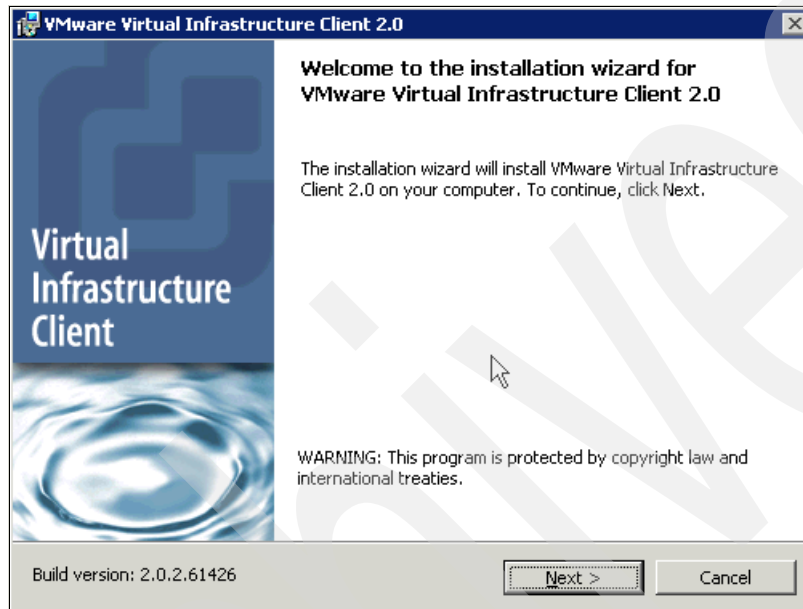 VMware Virtual Infrastructure Client 2.0
Welcome to the installation wizard for
VMware Virtual Infrastructure Client 2.0
The installation wizard will install VMware Virtual Infrastructure
Client 2.0 on your computer. To continue, click Next.
Virtual
Infrastructure
Client
WARNING: This program is protected by copyright law and
international treaties.
Build version: 2.0.2.61426
Next >
Cancel